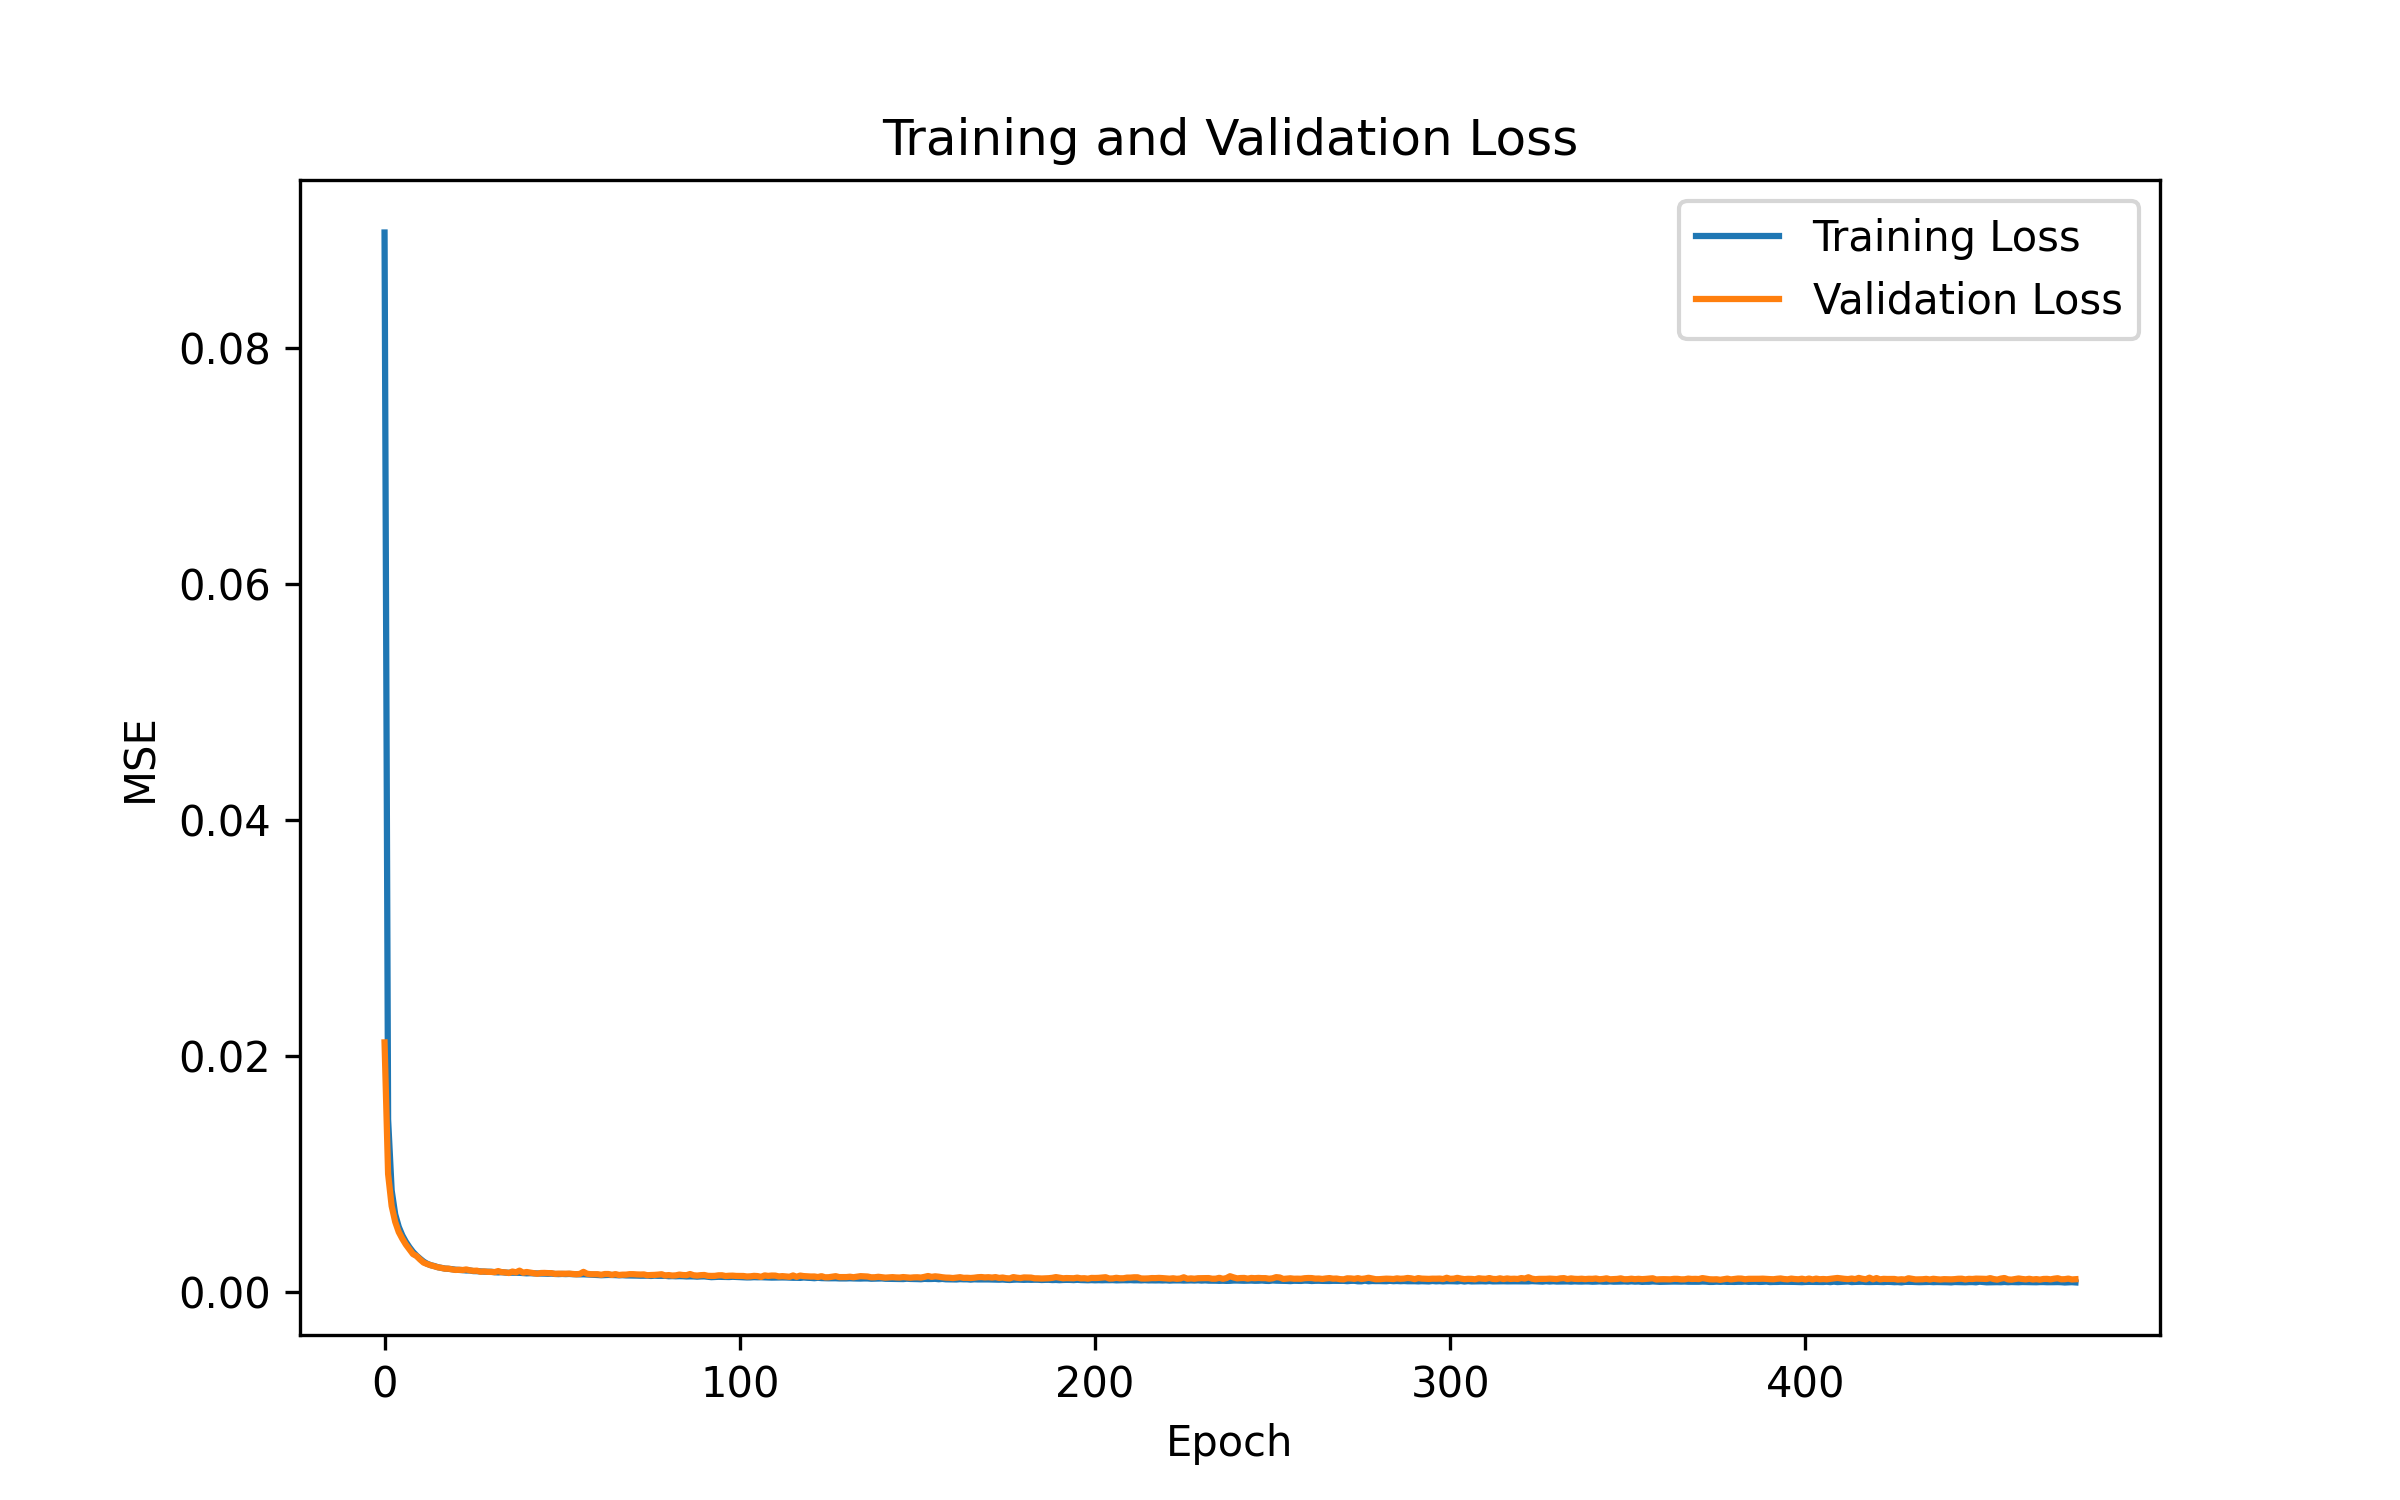 Training and Validation Loss
Training Loss
Validation Loss
0.08
0.06
0.04
0.02
0.00
MSE
0 100 200 300 400
Epoch